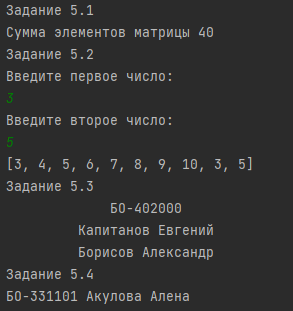 Задание 5.1
Сумма элементов матрицы 40
Задание 5.2
Введите первое число:
3
Введите второе число:
5
[3, 4, 5, 6, 7, 8, 9, 10, 3, 5]
Задание 5.3
БО-402000
Капитанов Евгений
Борисов Александр
Задание 5.4
БО-331101 Акулова Алена